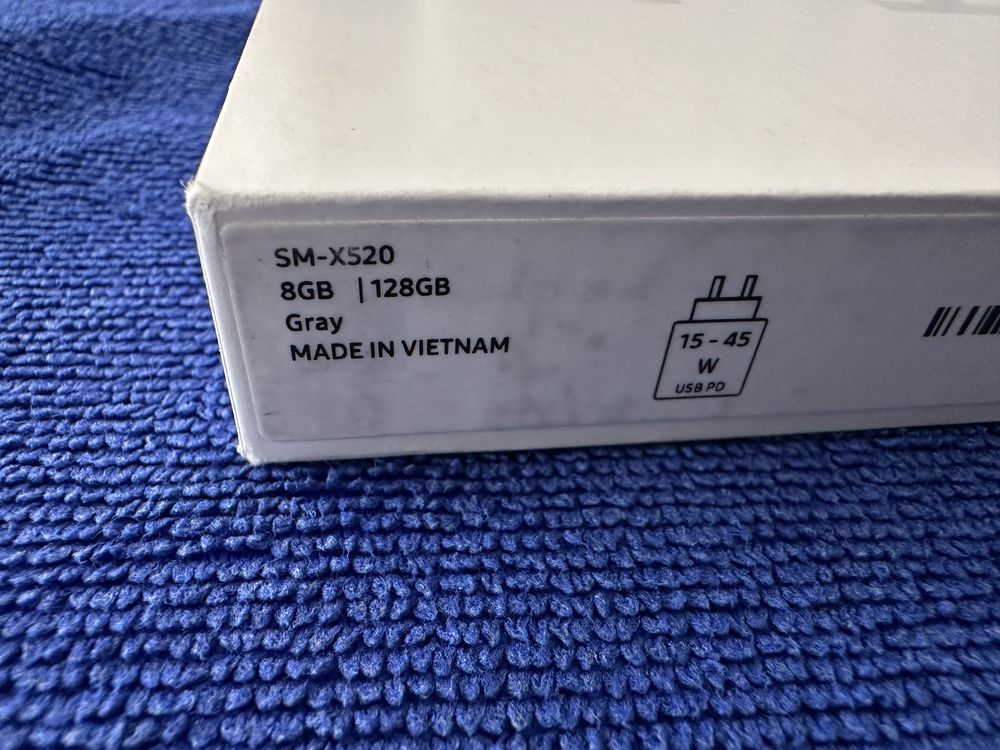 SM-X520
8GB | 128GB
Gray
MADE IN VIETNAM
15 - 45
W
USB PD